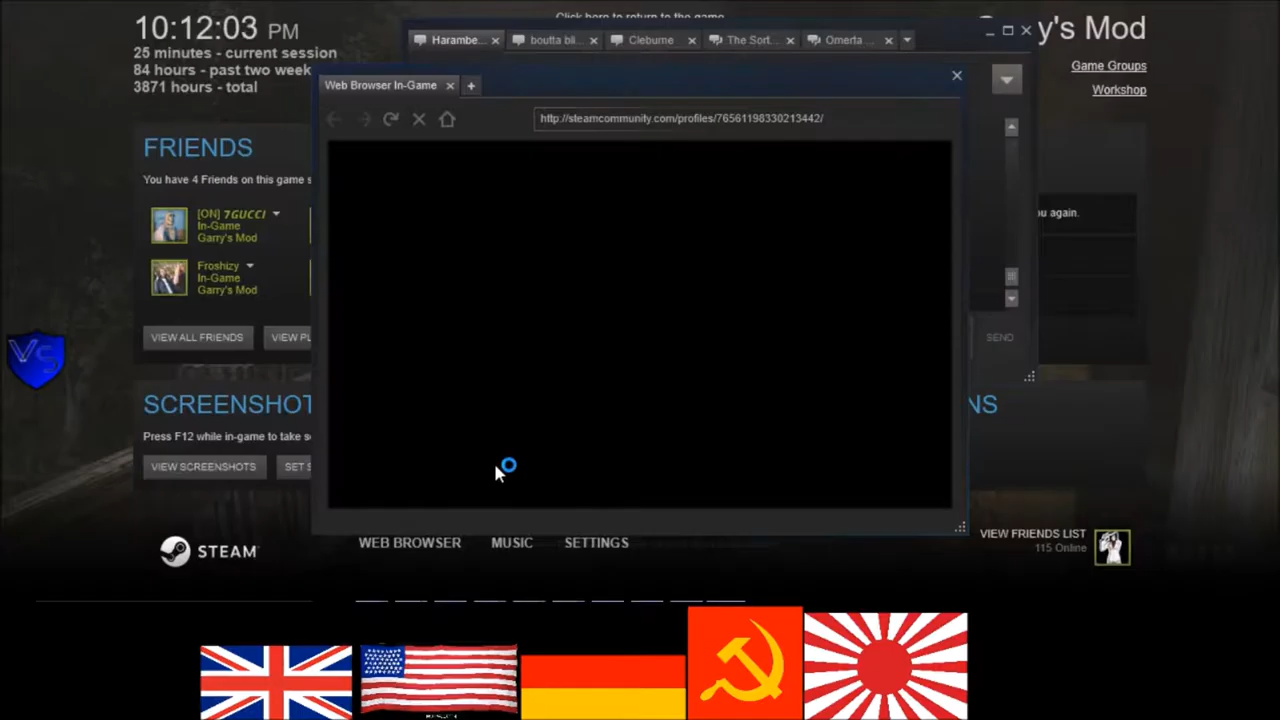 10:12:03 PM
25 minutes - current session
84 hours - past two week
3871 hours - total
Click here to return to the game
y's Mod
Game Groups
Workshop
Harambe...
boutta bli...
Cleburne
The Sort...
Omerta ...
Web Browser In-Game
http://steamcommunity.com/profiles/76561198330213442/
FRIENDS
You have 4 Friends on this game s
[ON] 7GUCCI
In-Game
Garry's Mod
Froshizy
In-Game
Garry's Mod
VIEW ALL FRIENDS
VIEW PL
ou again.
SEND
VS
SCREENSHOT
NS
Press F12 while in-game to take s
VIEW SCREENSHOTS
SET S
STEAM
WEB BROWSER
MUSIC
SETTINGS
VIEW FRIENDS LIST
115 Online